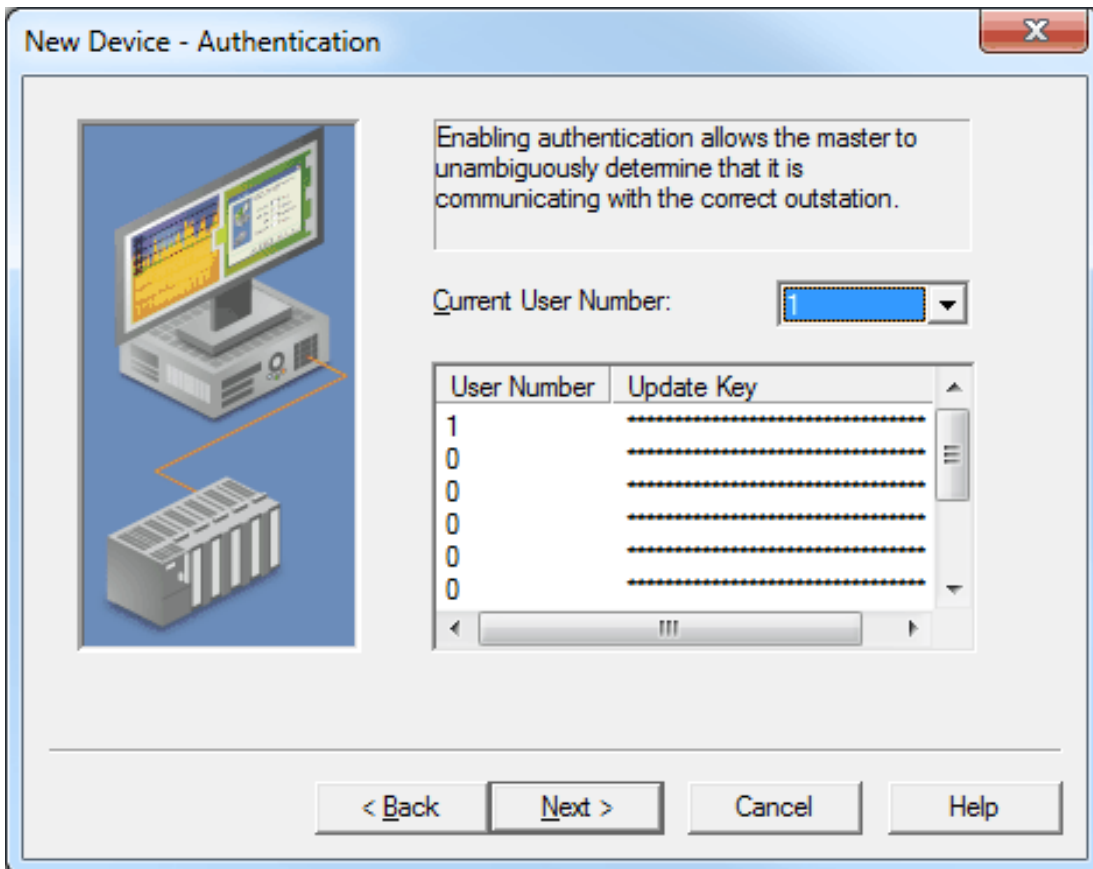 New Device - Authentication
Enabling authentication allows the master to
unambiguously determine that it is
communicating with the correct outstation.
Current User Number: 1
User Number Update Key
1 ******************************
0 ******************************
0 ******************************
0 ******************************
0 ******************************
0 ******************************
< Back Next > Cancel Help